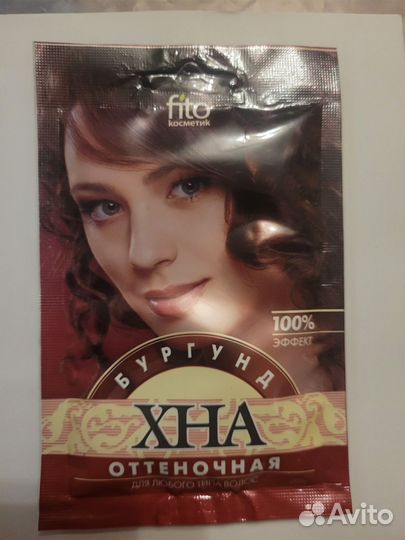 fito
косметик
100%
ЭФФЕКТ
БУРГУНД
ХНА
ОТТЕНОЧНАЯ
ДЛЯ ЛЮБОГО ТИПА ВОЛОС
Avito